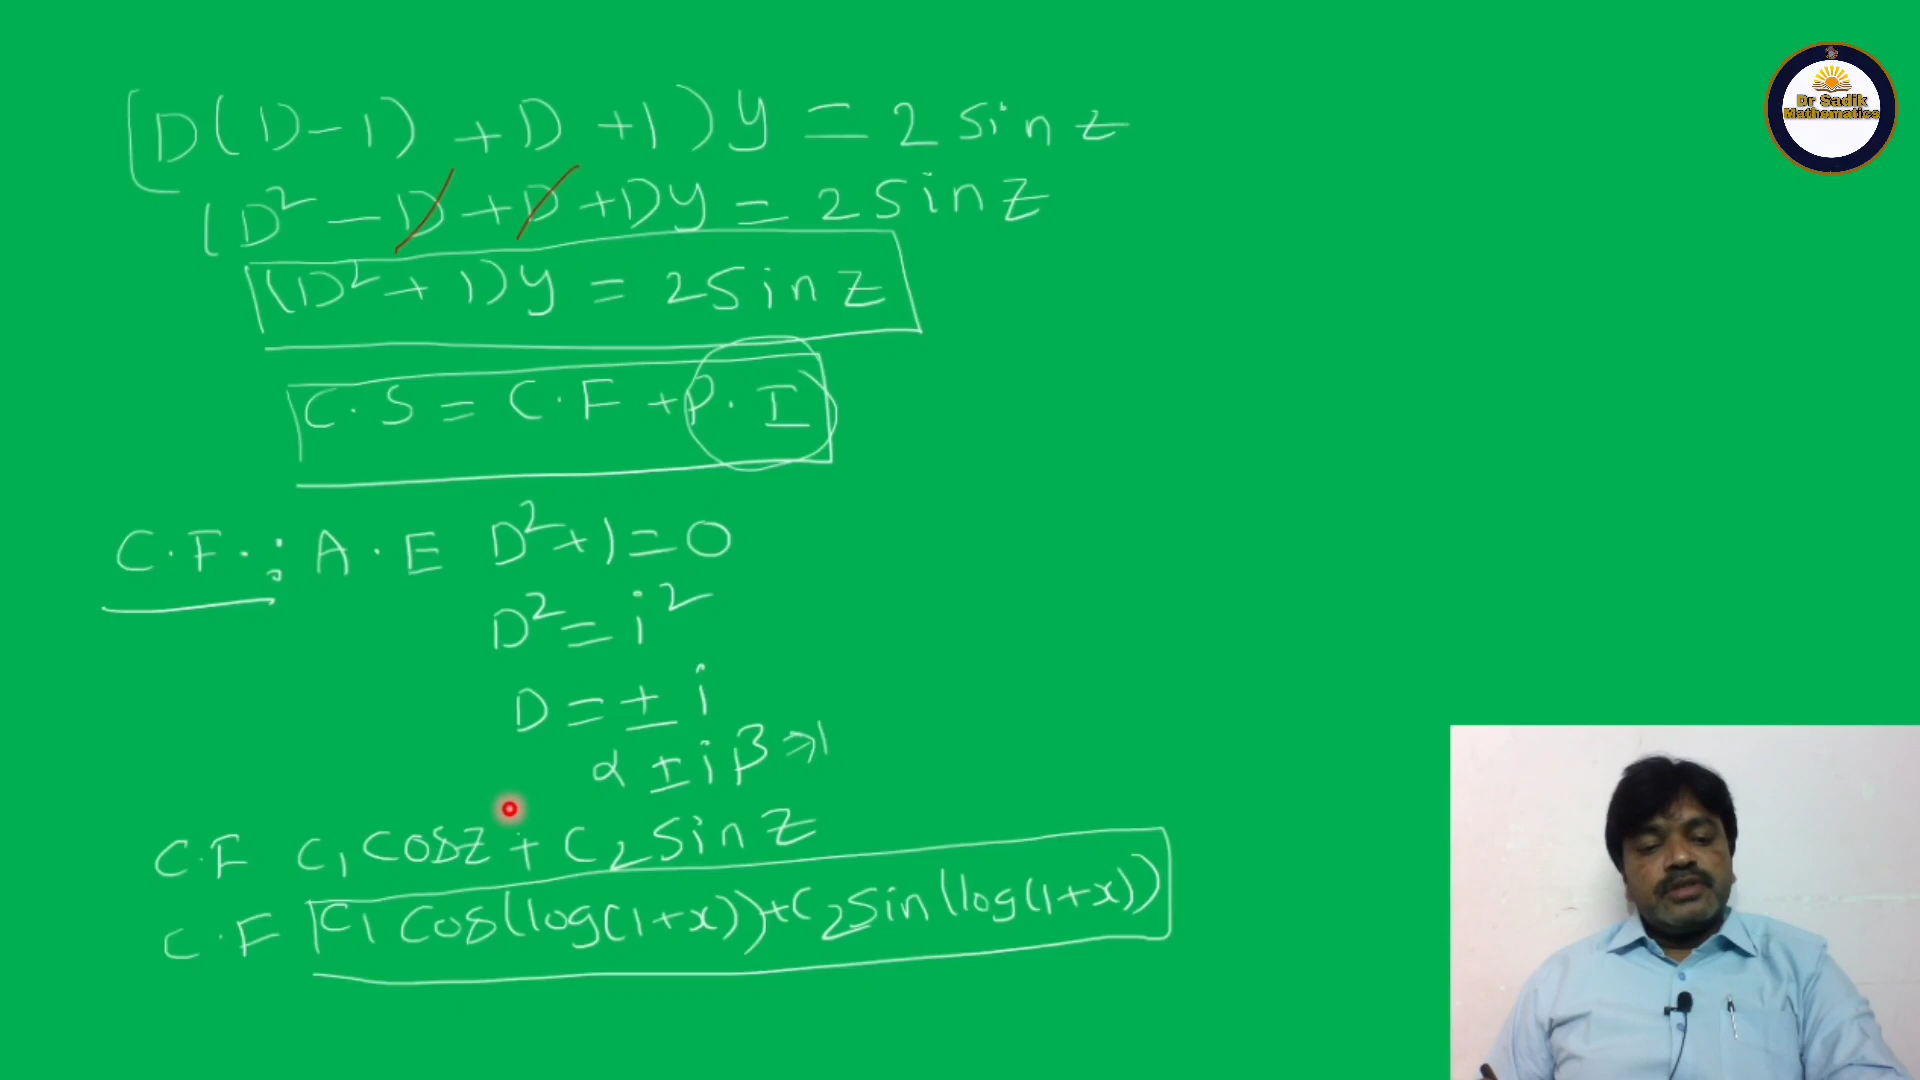 [D(D-1) + D + 1)y = 2 sin z
(D² - D + D + 1)y = 2 sin z
(D² + 1)y = 2 sin z
C.S = C.F + P.I
C.F. : A.E D² + 1 = 0
D² = i²
D = ± i
α ± i β → 1
C.F C₁ cos z + C₂ sin z
C.F C₁ cos(log(1+x)) + C₂ sin(log(1+x))
Dr Sadik
Mathematics